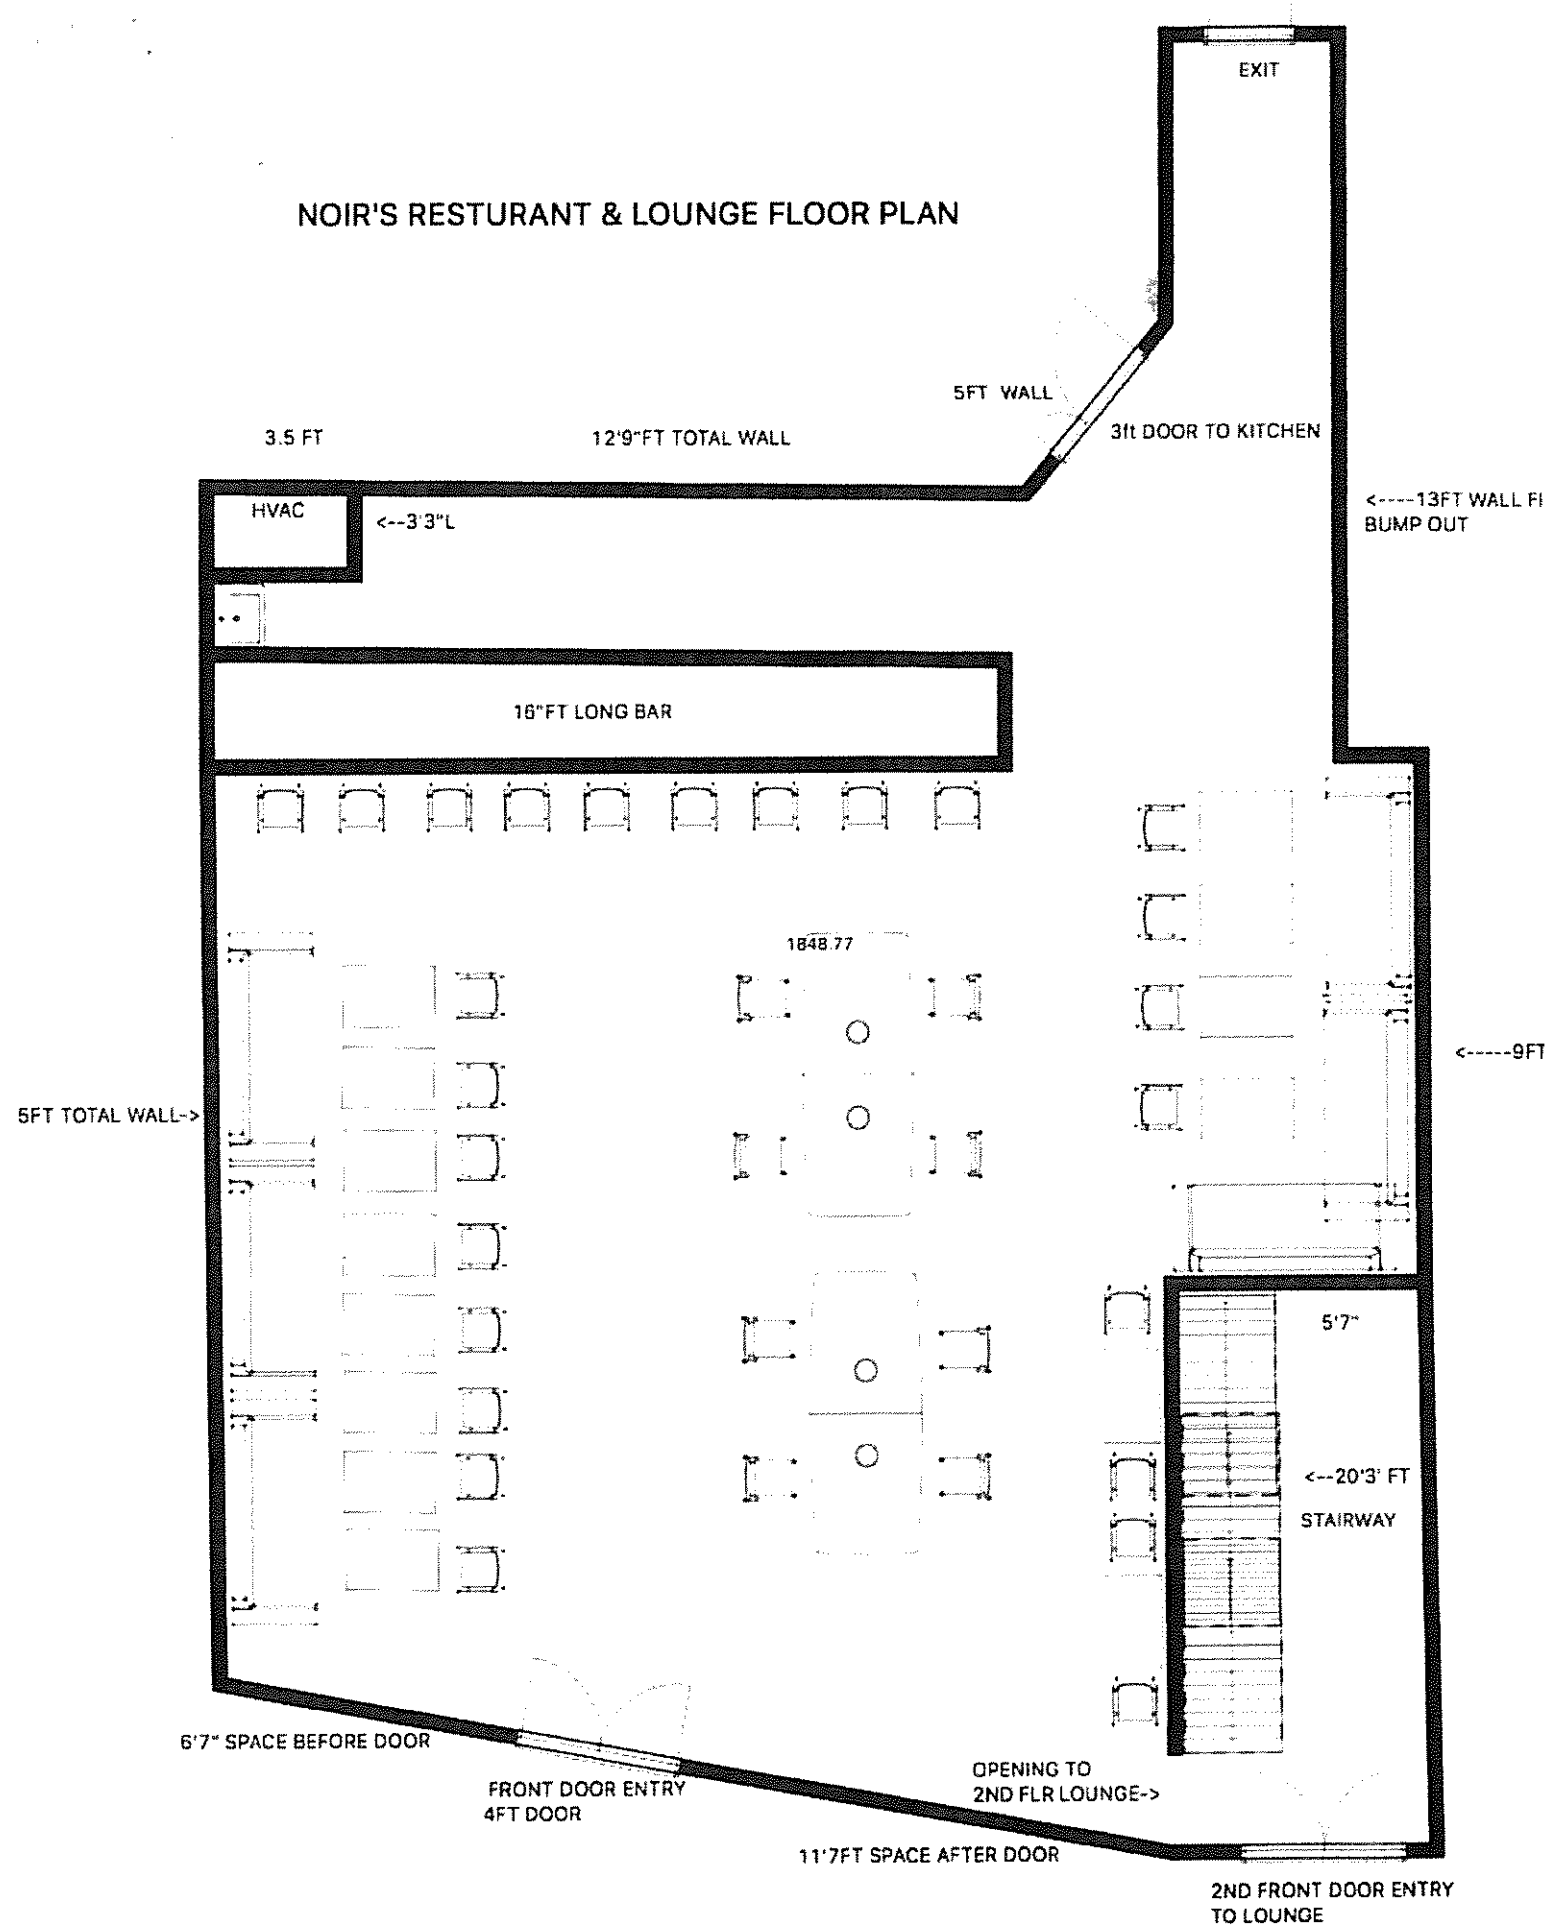 EXIT
NOIR'S RESTURANT & LOUNGE FLOOR PLAN
5FT WALL
3ft DOOR TO KITCHEN
3.5 FT
12'9"FT TOTAL WALL
HVAC
<--3'3"L
<----13FT WALL
BUMP OUT
16"FT LONG BAR
1848.77
<-----9FT
5FT TOTAL WALL->
5'7"
<--20'3' FT
STAIRWAY
6'7" SPACE BEFORE DOOR
FRONT DOOR ENTRY
4FT DOOR
OPENING TO
2ND FLR LOUNGE->
11'7FT SPACE AFTER DOOR
2ND FRONT DOOR ENTRY
TO LOUNGE